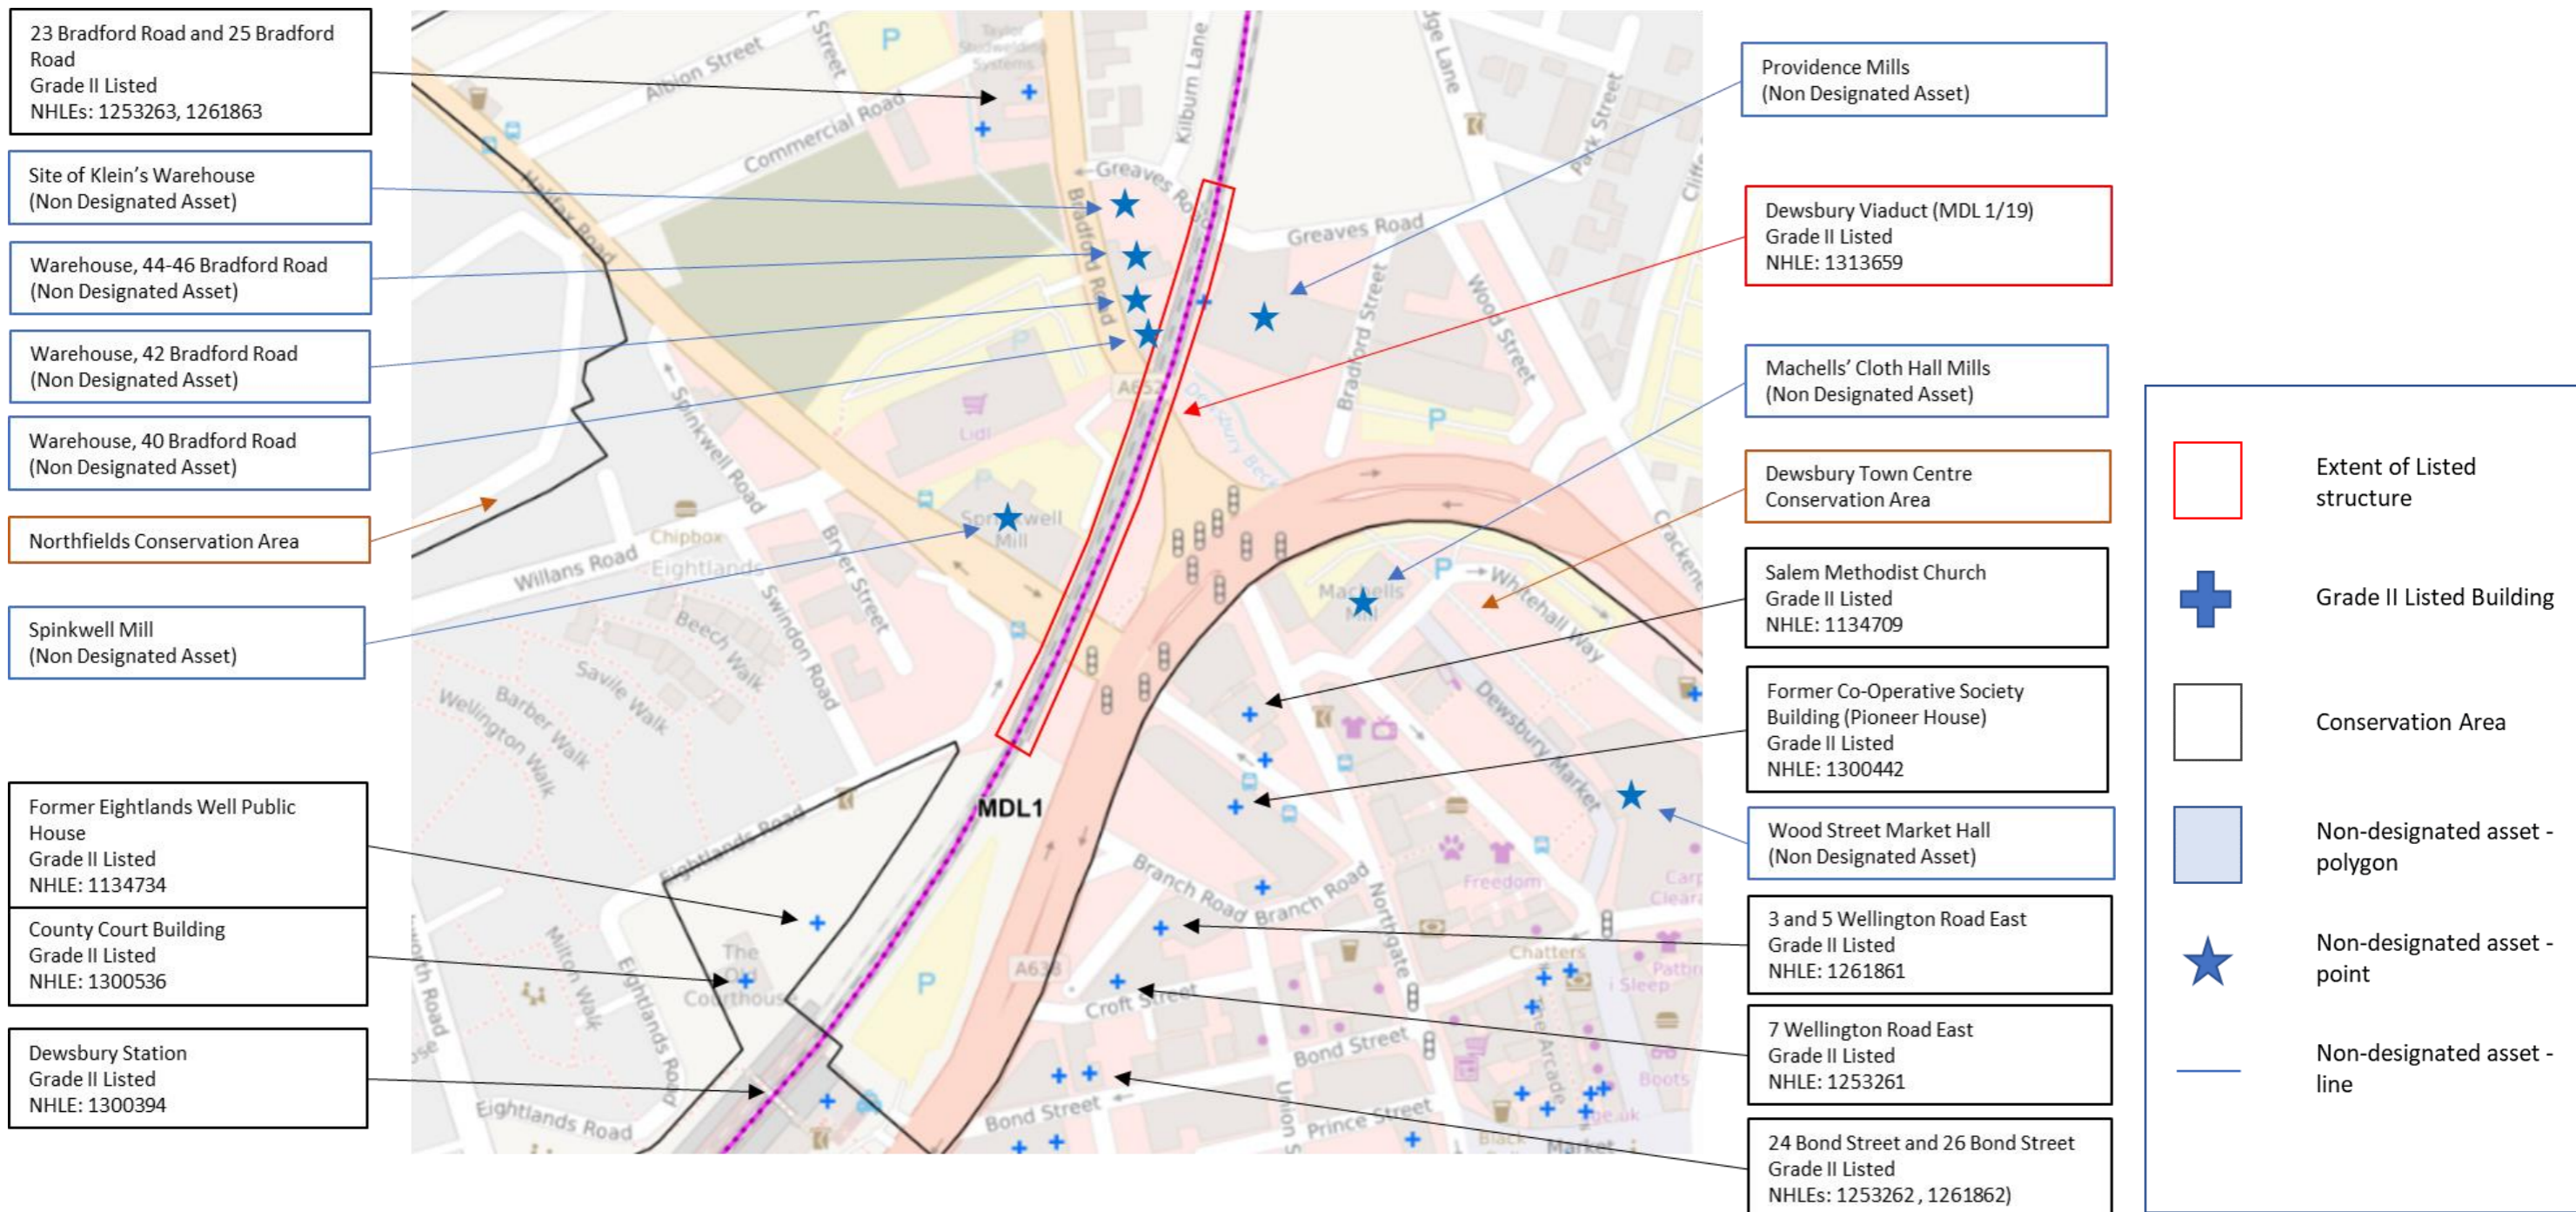 23 Bradford Road and 25 Bradford
Road
Grade II Listed
NHLEs: 1253263, 1261863
Site of Klein's Warehouse
(Non Designated Asset)
Warehouse, 44-46 Bradford Road
(Non Designated Asset)
Warehouse, 42 Bradford Road
(Non Designated Asset)
Warehouse, 40 Bradford Road
(Non Designated Asset)
Northfields Conservation Area
Spinkwell Mill
(Non Designated Asset)
Former Eightlands Well Public
House
Grade II Listed
NHLE: 1134734
County Court Building
Grade II Listed
NHLE: 1300536
Dewsbury Station
Grade II Listed
NHLE: 1300394
Taylor
Studwelding
Systems
Albion Street
Street
P
Kilburn Lane
Park Street
Commercial Road
Halifax Road
Greaves Road
Bradford Road
Greaves Road
Bradford Street
Wood Street
P
A652
Dewsbury Beck
Lidl
P
P
Spinkwell Road
Spinkwell
Mill
Chipbox
Eightlands
Willans Road
Bryer Street
Swindon Road
Beech Walk
Savile Walk
Barber Walk
Wellington Walk
Machells
Mill
P
Whitehall Way
Dewsbury Market
MDL1
Eightlands Road
Branch Road
Branch Road
Northgate
Freedom
Chatters
i Sleep
The
Old
Courthouse
P
A638
Croft Street
Milton Walk
Eightlands Road
Bond Street
The Arcade
Boots
Eightlands Road
Bond Street
Prince Street
Black
Market
Providence Mills
(Non Designated Asset)
Dewsbury Viaduct (MDL 1/19)
Grade II Listed
NHLE: 1313659
Machells' Cloth Hall Mills
(Non Designated Asset)
Dewsbury Town Centre
Conservation Area
Salem Methodist Church
Grade II Listed
NHLE: 1134709
Former Co-Operative Society
Building (Pioneer House)
Grade II Listed
NHLE: 1300442
Wood Street Market Hall
(Non Designated Asset)
3 and 5 Wellington Road East
Grade II Listed
NHLE: 1261861
7 Wellington Road East
Grade II Listed
NHLE: 1253261
24 Bond Street and 26 Bond Street
Grade II Listed
NHLEs: 1253262 , 1261862)
Extent of Listed
structure
Grade II Listed Building
Conservation Area
Non-designated asset -
polygon
Non-designated asset -
point
Non-designated asset -
line